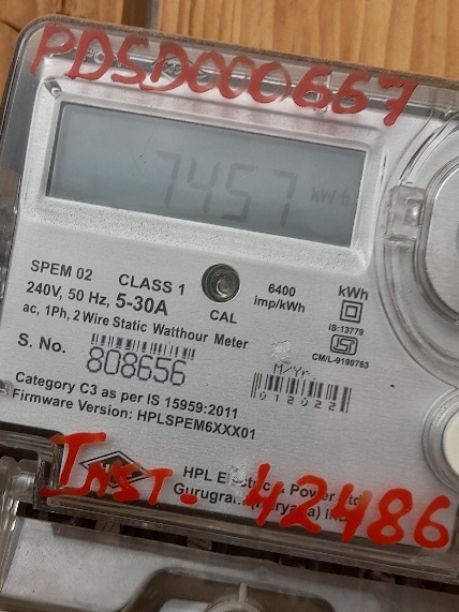 PDSD000667
7457 kWh
SPEM 02 CLASS 1 6400 imp/kWh kWh
240V, 50 Hz, 5-30A CAL
ac, 1Ph, 2 Wire Static Watthour Meter IS:13779
S. No. 808656 M/Yr. CM/L-9190763
012022
Category C3 as per IS 15959:2011
Firmware Version: HPLSPEM6XXX01
HPL Electric & Power Ltd
Gurugram (Haryana)
INST. 42486